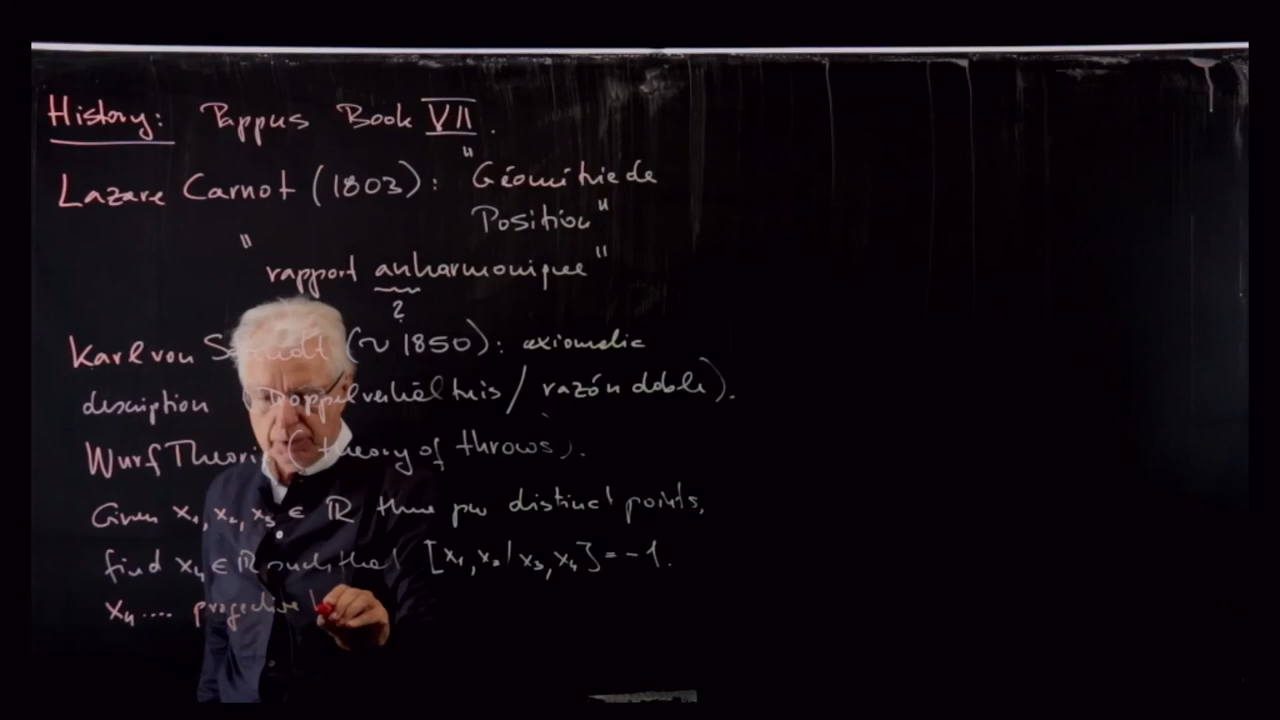 History: Pappus Book VII.
Lazare Carnot (1803): "Géométrie de
Position"
"rapport anharmonique"
?
Karl von Staudt (~ 1850): axiomatic
description (Doppelverhältnis / razón doble).
Wurf Theorie (theory of throws).
Given x₁, x₂, x₃ ∈ ℝ three pw distinct points,
find x₄ ∈ ℝ such that [x₁, x₂ | x₃, x₄] = -1.
x₄ .... projective